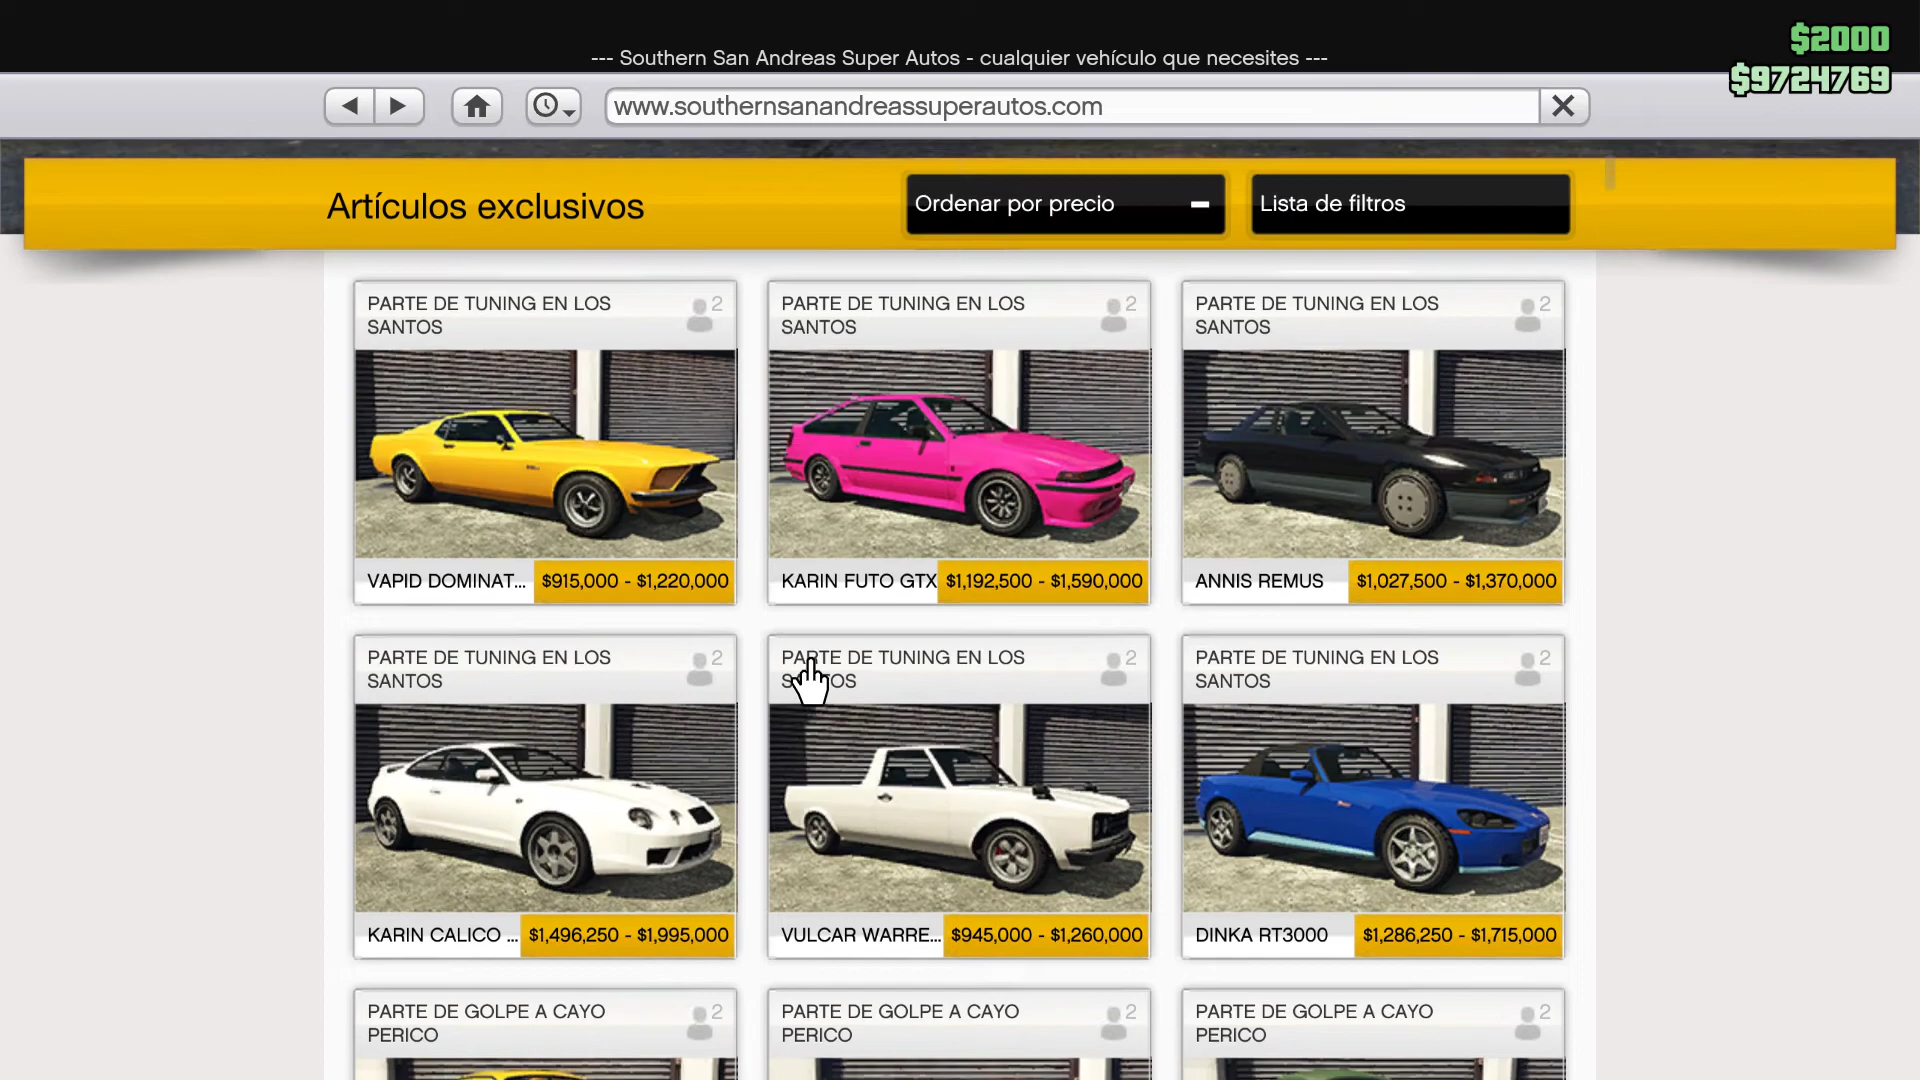 --- Southern San Andreas Super Autos - cualquier vehículo que necesites ---
$2000
$9724769
www.southernsanandreassuperautos.com
Artículos exclusivos
Ordenar por precio
Lista de filtros
PARTE DE TUNING EN LOS
SANTOS
2
PARTE DE TUNING EN LOS
SANTOS
2
PARTE DE TUNING EN LOS
SANTOS
2
VAPID DOMINAT...
$915,000 - $1,220,000
KARIN FUTO GTX
$1,192,500 - $1,590,000
ANNIS REMUS
$1,027,500 - $1,370,000
PARTE DE TUNING EN LOS
SANTOS
2
PARTE DE TUNING EN LOS
SANTOS
2
PARTE DE TUNING EN LOS
SANTOS
2
KARIN CALICO ...
$1,496,250 - $1,995,000
VULCAR WARRE...
$945,000 - $1,260,000
DINKA RT3000
$1,286,250 - $1,715,000
PARTE DE GOLPE A CAYO
PERICO
2
PARTE DE GOLPE A CAYO
PERICO
2
PARTE DE GOLPE A CAYO
PERICO
2